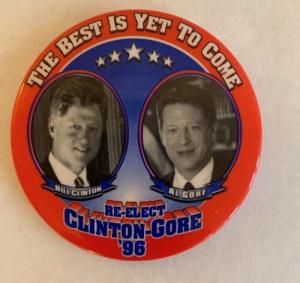 THE BEST IS YET TO COME
BILL CLINTON
AL GORE
RE-ELECT
CLINTON-GORE
'96